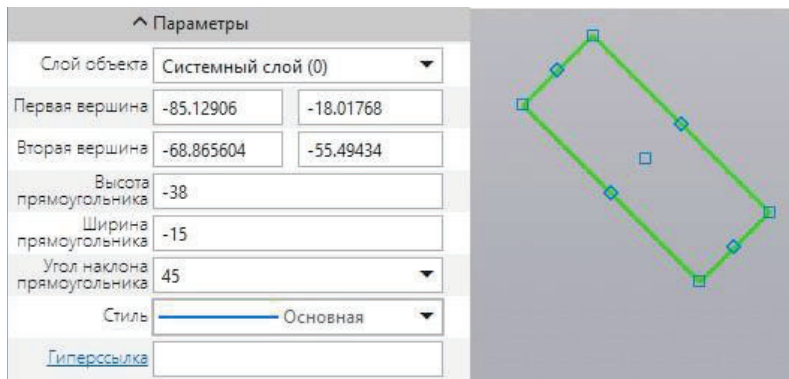 Параметры
Слой объекта Системный слой (0)
Первая вершина -85.12906 -18.01768
Вторая вершина -68.865604 -55.49434
Высота
прямоугольника -38
Ширина
прямоугольника -15
Угол наклона
прямоугольника 45
Стиль Основная
Гиперссылка